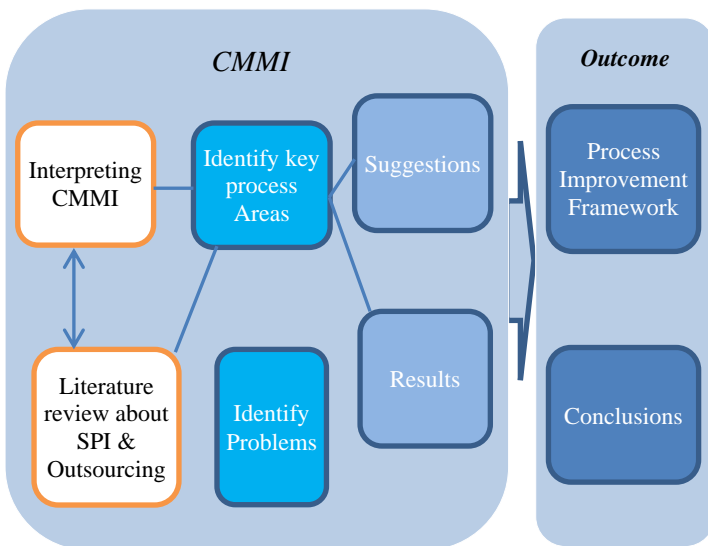 CMMI
Interpreting
CMMI
Identify key
process
Areas
Suggestions
Literature
review about
SPI &
Outsourcing
Identify
Problems
Results
Outcome
Process
Improvement
Framework
Conclusions